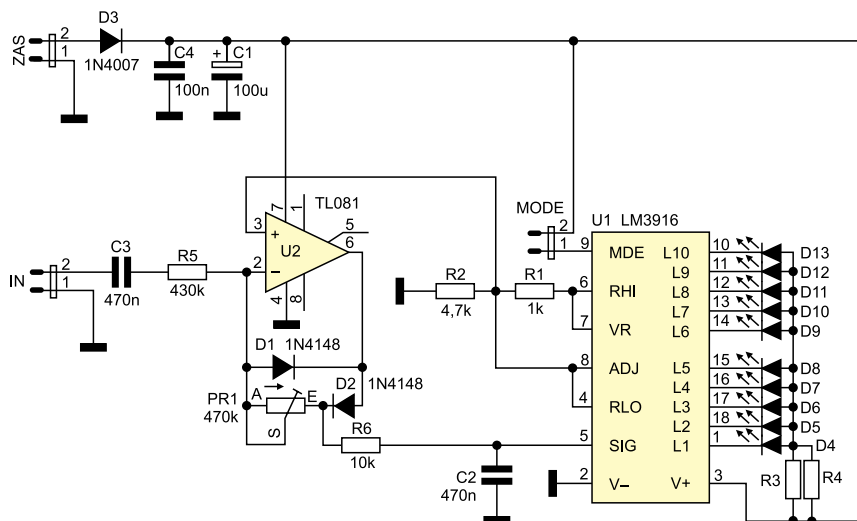 ZAS
2
1
D3
1N4007
C4
100n
+
C1
100u
IN
2
1
C3
470n
R5
430k
TL081
3
+
2
−
U2
7
1
5
6
4
8
D1 1N4148
D2
1N4148
PR1
470k
A
E
S
R6
10k
C2
470n
R2
4,7k
R1
1k
MODE
2
1
U1 LM3916
9 MDE L10 10 D13
L9 11 D12
6 RHI L8 12 D11
L7 13 D10
7 VR L6 14 D9
8 ADJ L5 15 D8
L4 16 D7
4 RLO L3 17 D6
L2 18 D5
5 SIG L1 1 D4
2 V− V+ 3
R3
R4